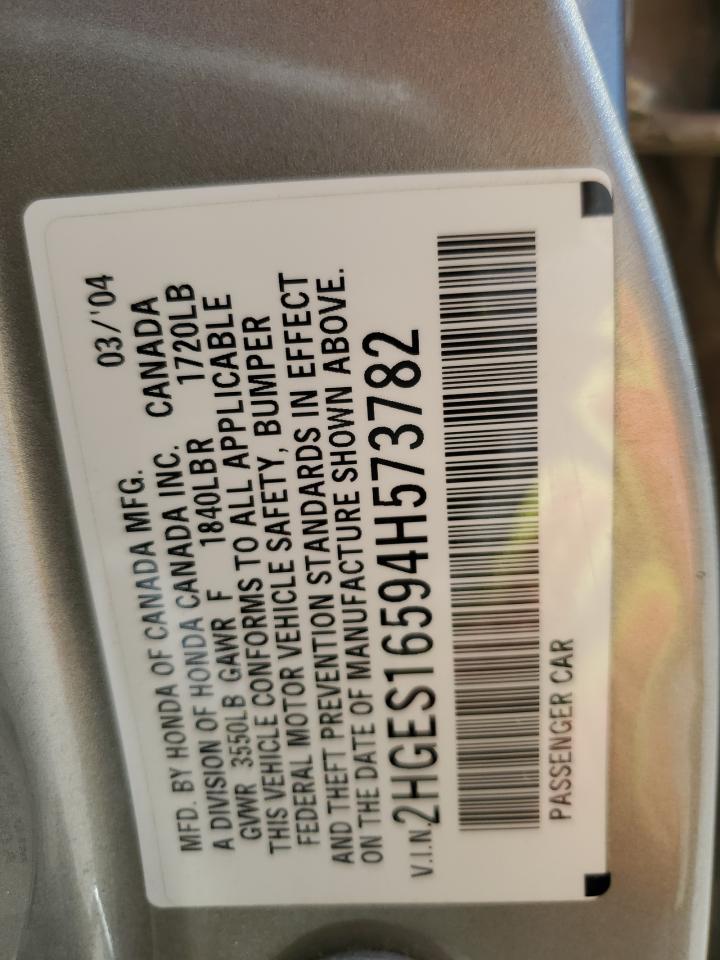 MFD. BY HONDA OF CANADA MFG. 03/'04
A DIVISION OF HONDA CANADA INC. CANADA
GVWR 3550LB GAWR F 1840LBR 1720LB
THIS VEHICLE CONFORMS TO ALL APPLICABLE
FEDERAL MOTOR VEHICLE SAFETY, BUMPER
AND THEFT PREVENTION STANDARDS IN EFFECT
ON THE DATE OF MANUFACTURE SHOWN ABOVE.
V.I.N. 2HGES16594H573782
PASSENGER CAR